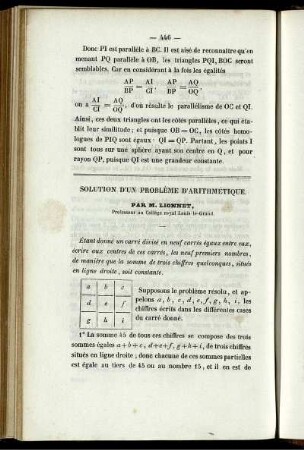 — 446 —
Donc PI est parallèle à BC. Il est aisé de reconnaître qu'en
menant PQ parallèle à OB, les triangles PQI, BOC seront
semblables. Car en considérant à la fois les égalités
AP/BP = AI/CI, AP/BP = AQ/OQ,
on a AI/CI = AQ/OQ, d'où résulte le parallélisme de OC et QI.
Ainsi, ces deux triangles ont les côtés parallèles, ce qui éta-
blit leur similitude; et puisque OB=OC, les côtés homo-
logues de PIQ sont égaux · QI=QP. Partant, les points I
sont tous sur une sphère ayant son centre en Q, et pour
rayon QP, puisque QI est une grandeur constante.
SOLUTION D'UN PROBLÈME D'ARITHMÉTIQUE
PAR M. LIONNET,
Professeur au Collége royal Louis-le-Grand
Étant donné un carré divisé en neuf carrés égaux entre eux,
écrire aux centres de ces carrés, les neuf premiers nombres,
de manière que la somme de trois chiffres quelconques, situés
en ligne droite, soit constante.
a b c
d e f
g h i
Supposons le problème résolu, et ap-
pelons a, b, c, d, e, f, g, h, i, les
chiffres écrits dans les différentes cases
du carré donné.
1° La somme 45 de tous ces chiffres se compose des trois
sommes égales a+b+c, d+e+f, g+h+i, de trois chiffres
situés en ligne droite; donc chacune de ces sommes partielles
est égale au tiers de 45 ou au nombre 15, et il en est de